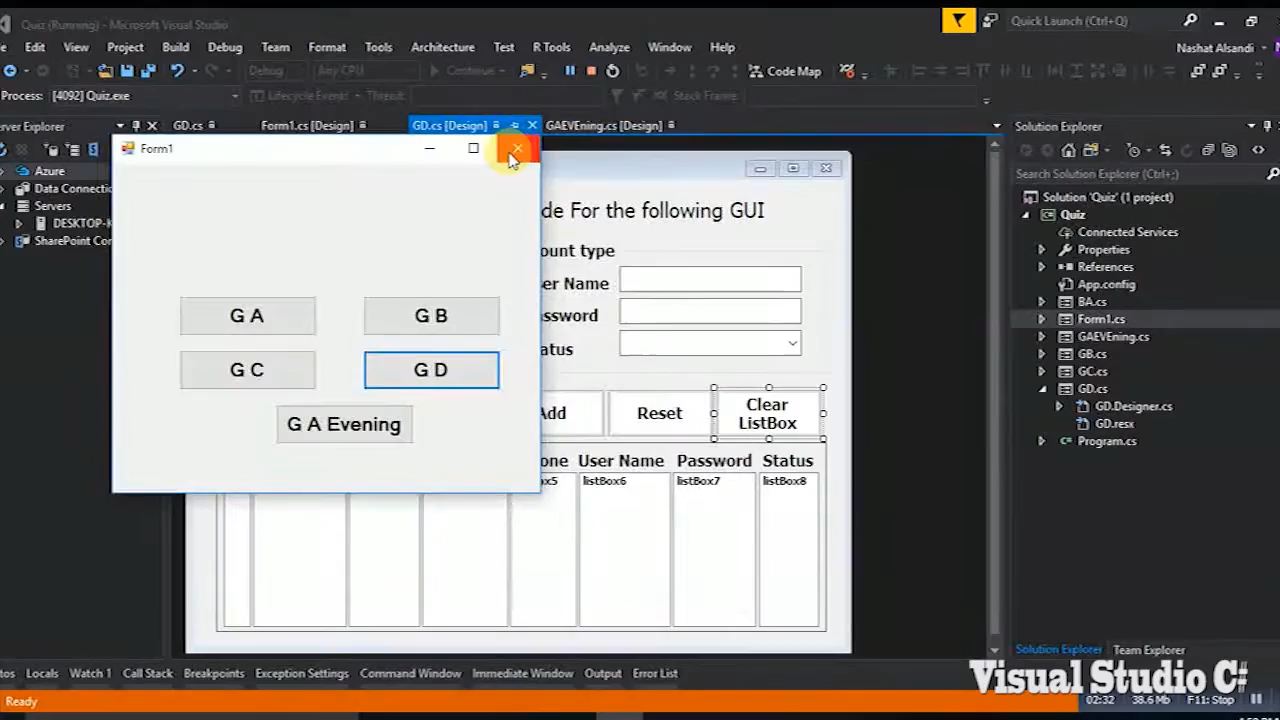 Quiz (Running) - Microsoft Visual Studio
Quick Launch (Ctrl+;)
Edit View Project Build Debug Team Format Tools Architecture Test R Tools Analyze Window Help
Nashat Alsandi
Debug Any CPU Continue Code Map
Process: [4092] Quiz.exe Lifecycle Events Thread: Stack Frame:
erver Explorer
GD.cs Form1.cs [Design] GD.cs [Design] GAEVEning.cs [Design]
Solution Explorer
Search Solution Explorer (Ctrl+;)
Azure
Data Connectio
Servers
DESKTOP-K
SharePoint Con
Form1
G A
G B
G C
G D
G A Evening
de For the following GUI
ount type
er Name
ssword
atus
Add
Reset
Clear
ListBox
one User Name Password Status
ox5 listBox6 listBox7 listBox8
Solution 'Quiz' (1 project)
Quiz
Connected Services
Properties
References
App.config
BA.cs
Form1.cs
GAEVEning.cs
GB.cs
GC.cs
GD.cs
GD.Designer.cs
GD.resx
Program.cs
Solution Explorer Team Explorer
tos Locals Watch 1 Call Stack Breakpoints Exception Settings Command Window Immediate Window Output Error List
Visual Studio C#
Ready
02:32 38.6 Mb F11: Stop